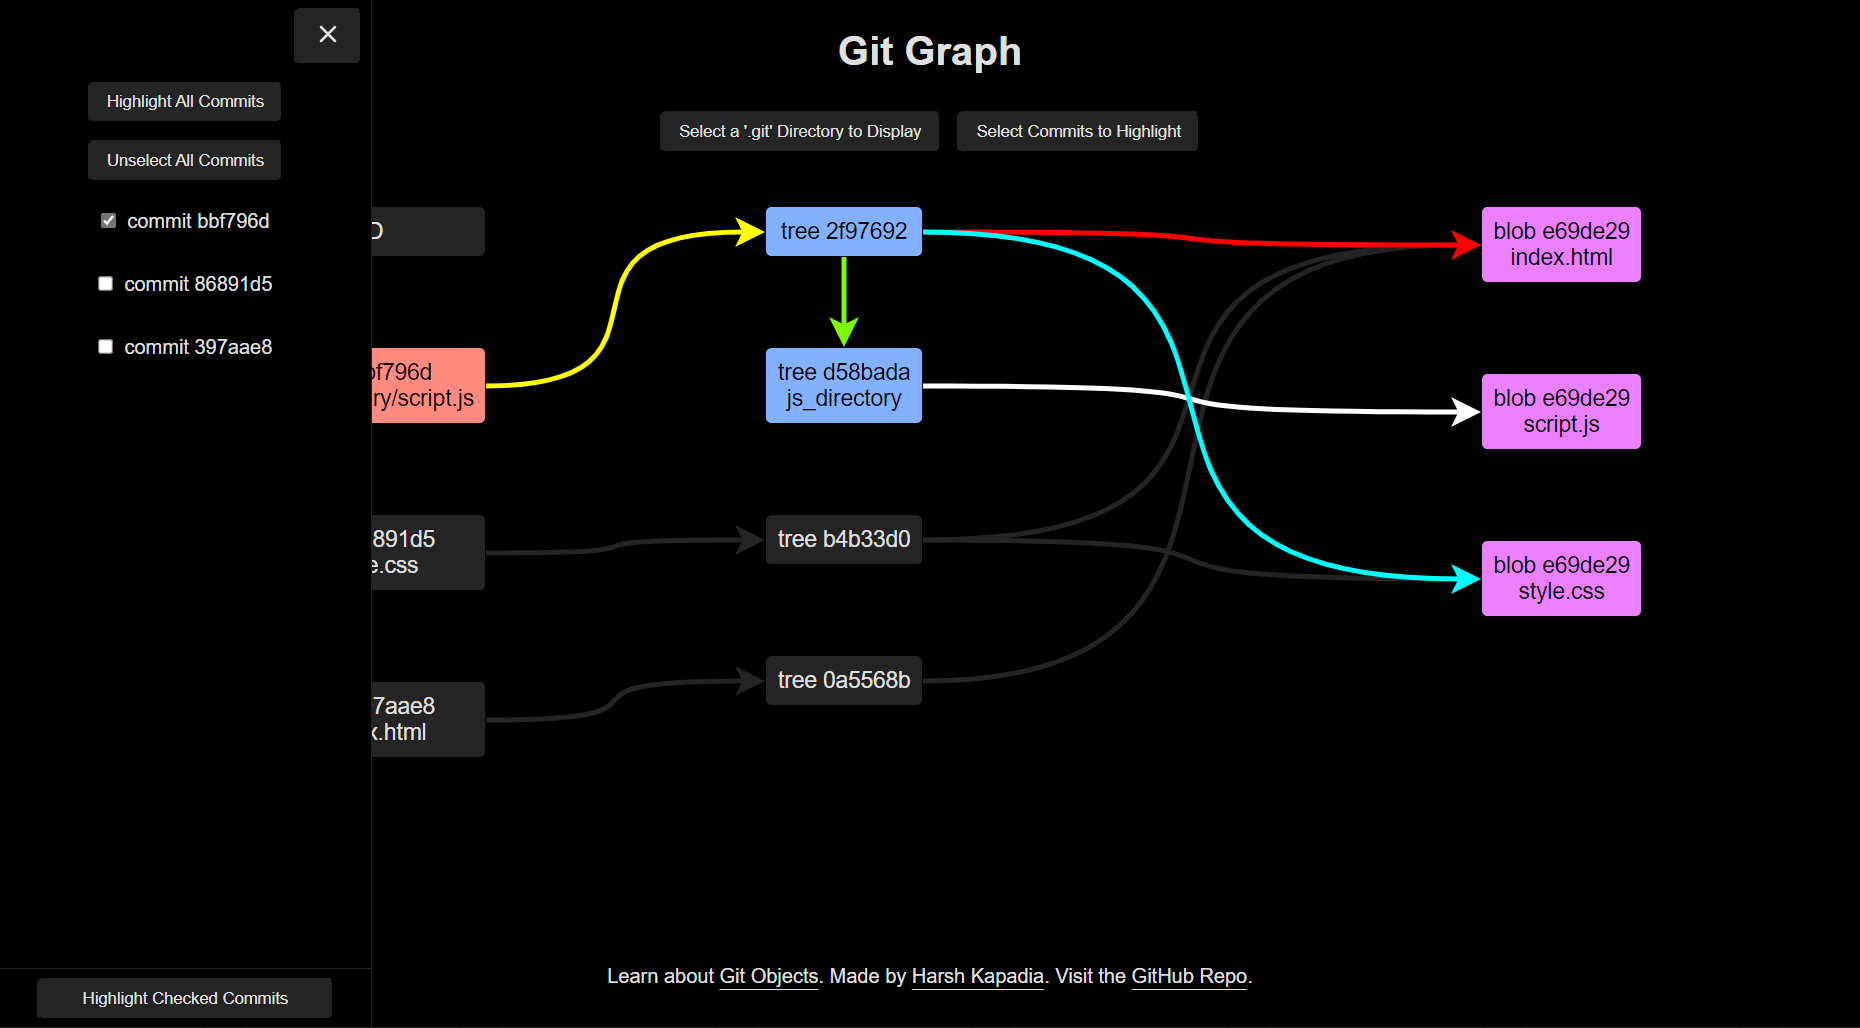 Git Graph
Select a '.git' Directory to Display
Select Commits to Highlight
Highlight All Commits
Unselect All Commits
commit bbf796d
commit 86891d5
commit 397aae8
Highlight Checked Commits
D
bf796d
ry/script.js
891d5
e.css
7aae8
x.html
tree 2f97692
tree d58bada
js_directory
tree b4b33d0
tree 0a5568b
blob e69de29
index.html
blob e69de29
script.js
blob e69de29
style.css
Learn about Git Objects. Made by Harsh Kapadia. Visit the GitHub Repo.